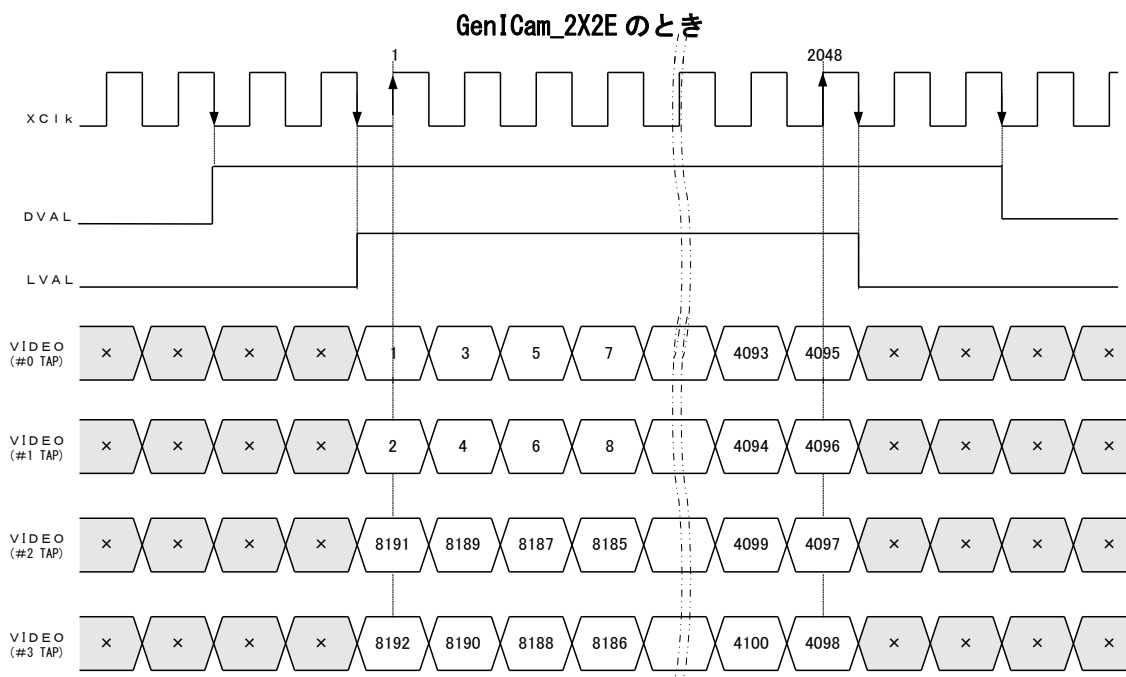 GenICam_2X2E のとき
1 2048
XClk
DVAL
LVAL
VIDEO × × × × 1 3 5 7 4093 4095 × × × ×
(#0 TAP)
VIDEO × × × × 2 4 6 8 4094 4096 × × × ×
(#1 TAP)
VIDEO × × × × 8191 8189 8187 8185 4099 4097 × × × ×
(#2 TAP)
VIDEO × × × × 8192 8190 8188 8186 4100 4098 × × × ×
(#3 TAP)